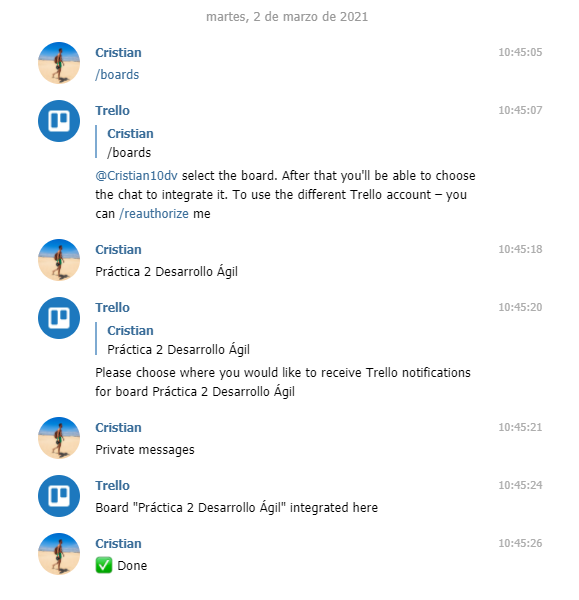 martes, 2 de marzo de 2021
Cristian 10:45:05
/boards
Trello 10:45:07
Cristian
/boards
@Cristian10dv select the board. After that you'll be able to choose
the chat to integrate it. To use the different Trello account – you
can /reauthorize me
Cristian 10:45:18
Práctica 2 Desarrollo Ágil
Trello 10:45:20
Cristian
Práctica 2 Desarrollo Ágil
Please choose where you would like to receive Trello notifications
for board Práctica 2 Desarrollo Ágil
Cristian 10:45:21
Private messages
Trello 10:45:24
Board "Práctica 2 Desarrollo Ágil" integrated here
Cristian 10:45:26
✅ Done